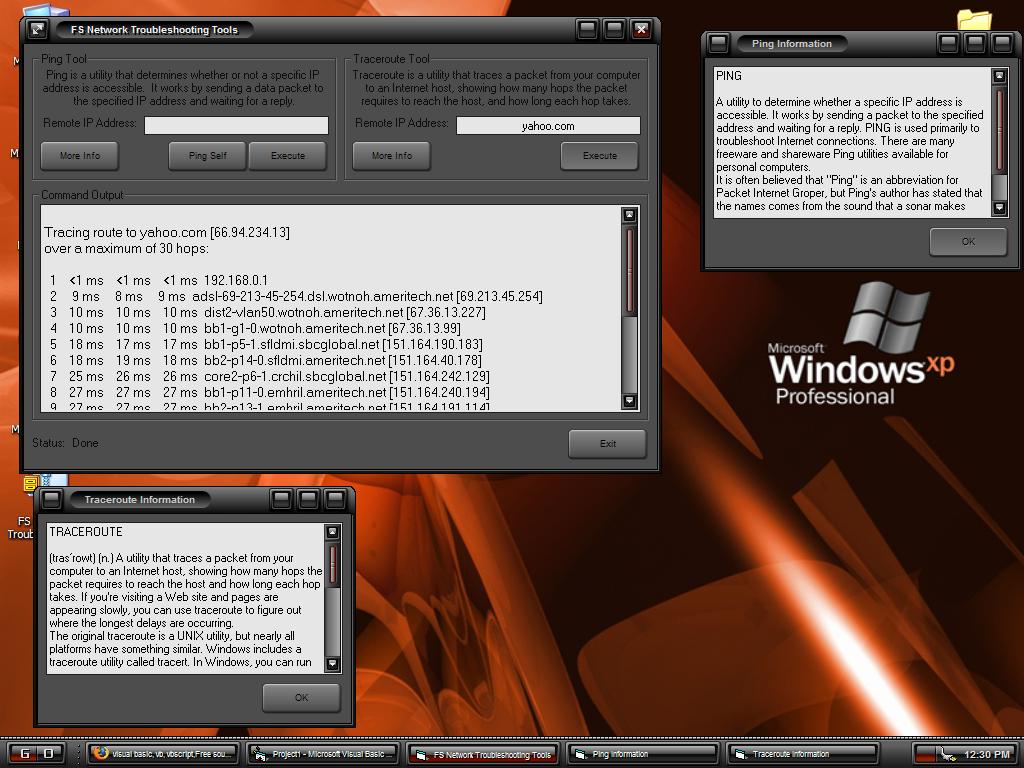 FS Network Troubleshooting Tools
Ping Tool
Ping is a utility that determines whether or not a specific IP
address is accessible. It works by sending a data packet to
the specified IP address and waiting for a reply.
Remote IP Address:
More Info
Ping Self
Execute
Traceroute Tool
Traceroute is a utility that traces a packet from your computer
to an Internet host, showing how many hops the packet
requires to reach the host, and how long each hop takes.
Remote IP Address:
yahoo.com
More Info
Execute
Command Output
Tracing route to yahoo.com [66.94.234.13]
over a maximum of 30 hops:
1 <1 ms <1 ms <1 ms 192.168.0.1
2 9 ms 8 ms 9 ms adsl-69-213-45-254.dsl.wotnoh.ameritech.net [69.213.45.254]
3 10 ms 10 ms 10 ms dist2-vlan50.wotnoh.ameritech.net [67.36.13.227]
4 10 ms 10 ms 10 ms bb1-g1-0.wotnoh.ameritech.net [67.36.13.99]
5 18 ms 17 ms 17 ms bb1-p5-1.sfldmi.sbcglobal.net [151.164.190.183]
6 18 ms 19 ms 18 ms bb2-p14-0.sfldmi.ameritech.net [151.164.40.178]
7 25 ms 26 ms 26 ms core2-p6-1.crchil.sbcglobal.net [151.164.242.129]
8 27 ms 27 ms 27 ms bb1-p11-0.emhril.ameritech.net [151.164.240.194]
9 27 ms 27 ms 27 ms bb2-p13-1.emhril.ameritech.net [151.164.191.114]
Status: Done
Exit
Ping Information
PING
A utility to determine whether a specific IP address is
accessible. It works by sending a packet to the specified
address and waiting for a reply. PING is used primarily to
troubleshoot Internet connections. There are many
freeware and shareware Ping utilities available for
personal computers.
It is often believed that "Ping" is an abbreviation for
Packet Internet Groper, but Ping's author has stated that
the names comes from the sound that a sonar makes
OK
Microsoft
Windows xp
Professional
FS
Troub
Traceroute Information
TRACEROUTE
(tras´rowt) (n.) A utility that traces a packet from your
computer to an Internet host, showing how many hops the
packet requires to reach the host and how long each hop
takes. If you're visiting a Web site and pages are
appearing slowly, you can use traceroute to figure out
where the longest delays are occurring.
The original traceroute is a UNIX utility, but nearly all
platforms have something similar. Windows includes a
traceroute utility called tracert. In Windows, you can run
OK
G O
visual basic, vb, vbscript,Free sou...
Project1 - Microsoft Visual Basic ...
FS Network Troubleshooting Tools
Ping Information
Traceroute Information
12:30 PM